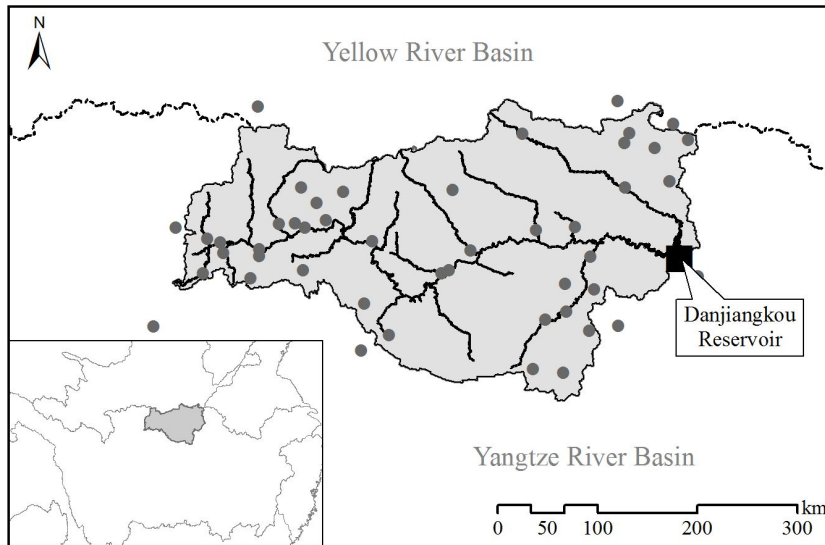 N
Yellow River Basin
Danjiangkou
Reservoir
Yangtze River Basin
km
0 50 100 200 300